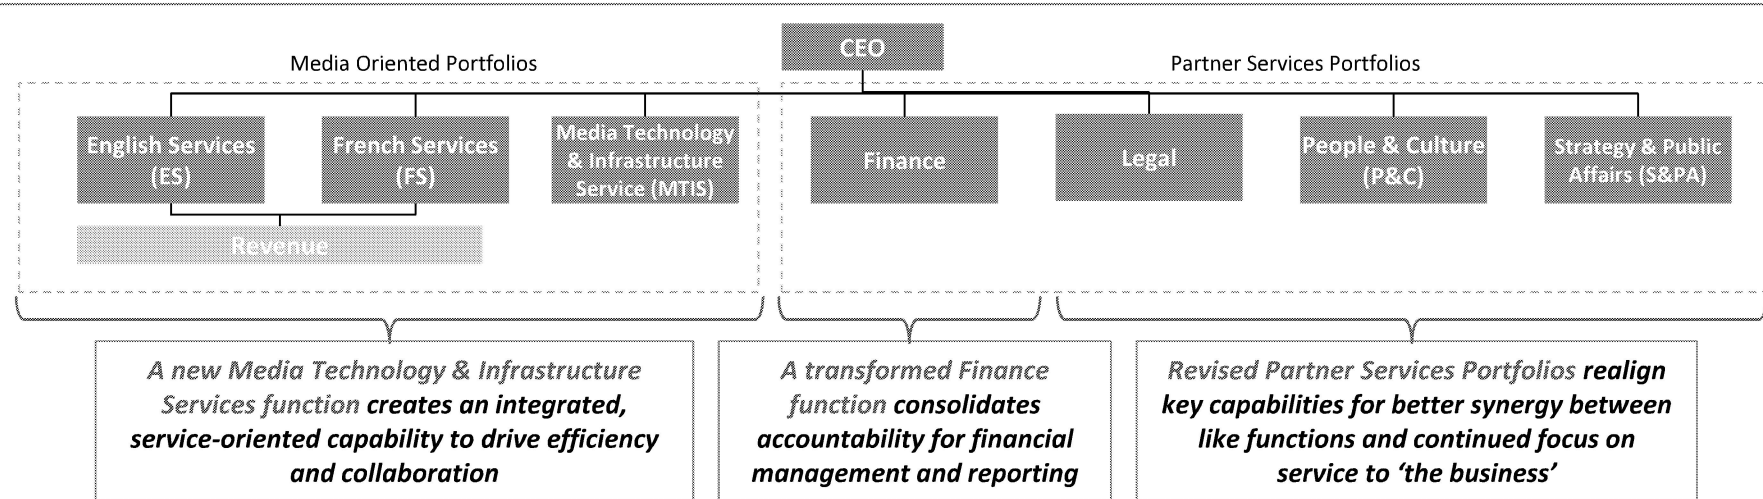 CEO
Media Oriented Portfolios
Partner Services Portfolios
English Services
(ES)
French Services
(FS)
Media Technology
& Infrastructure
Service (MTIS)
Finance
Legal
People & Culture
(P&C)
Strategy & Public
Affairs (S&PA)
Revenue
A new Media Technology & Infrastructure
Services function creates an integrated,
service-oriented capability to drive efficiency
and collaboration
A transformed Finance
function consolidates
accountability for financial
management and reporting
Revised Partner Services Portfolios realign
key capabilities for better synergy between
like functions and continued focus on
service to ‘the business’